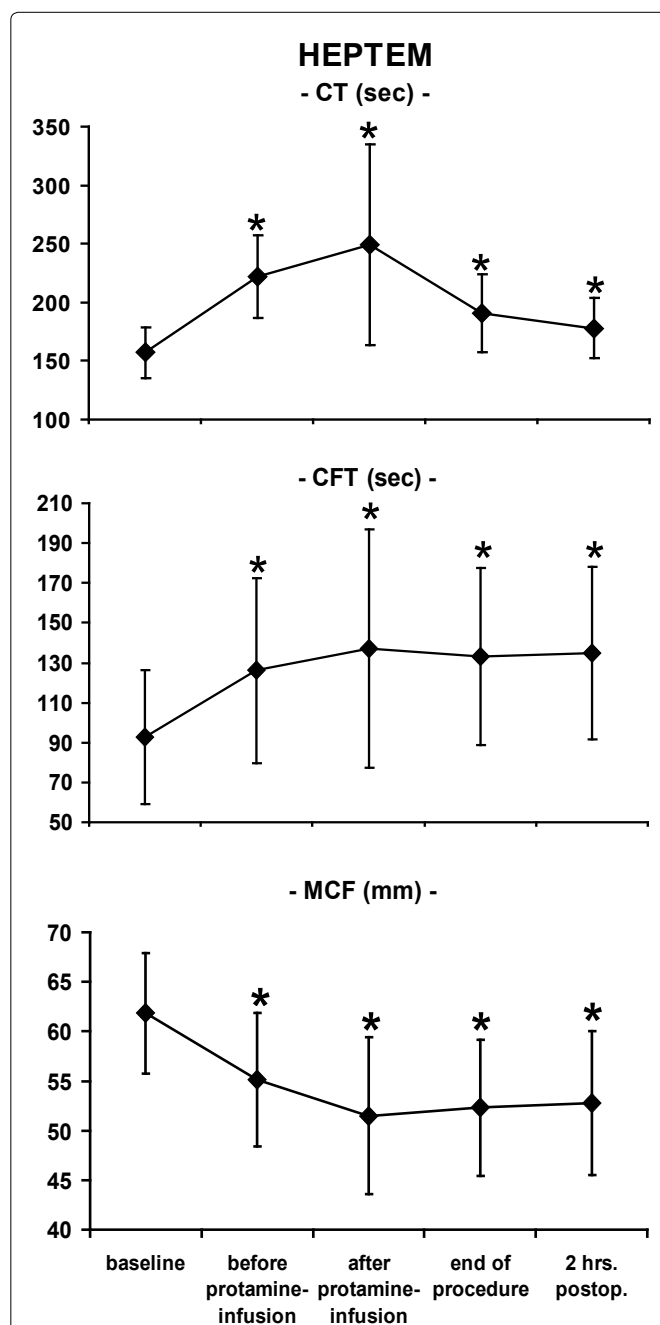 HEPTEM
- CT (sec) -
350
*
300
*
250
*
*
200
150
100
- CFT (sec) -
210
*
190
*
*
*
170
150
130
110
90
70
50
- MCF (mm) -
70
65
*
*
*
*
60
55
50
45
40
baseline
before
protamine-
infusion
after
protamine-
infusion
end of
procedure
2 hrs.
postop.